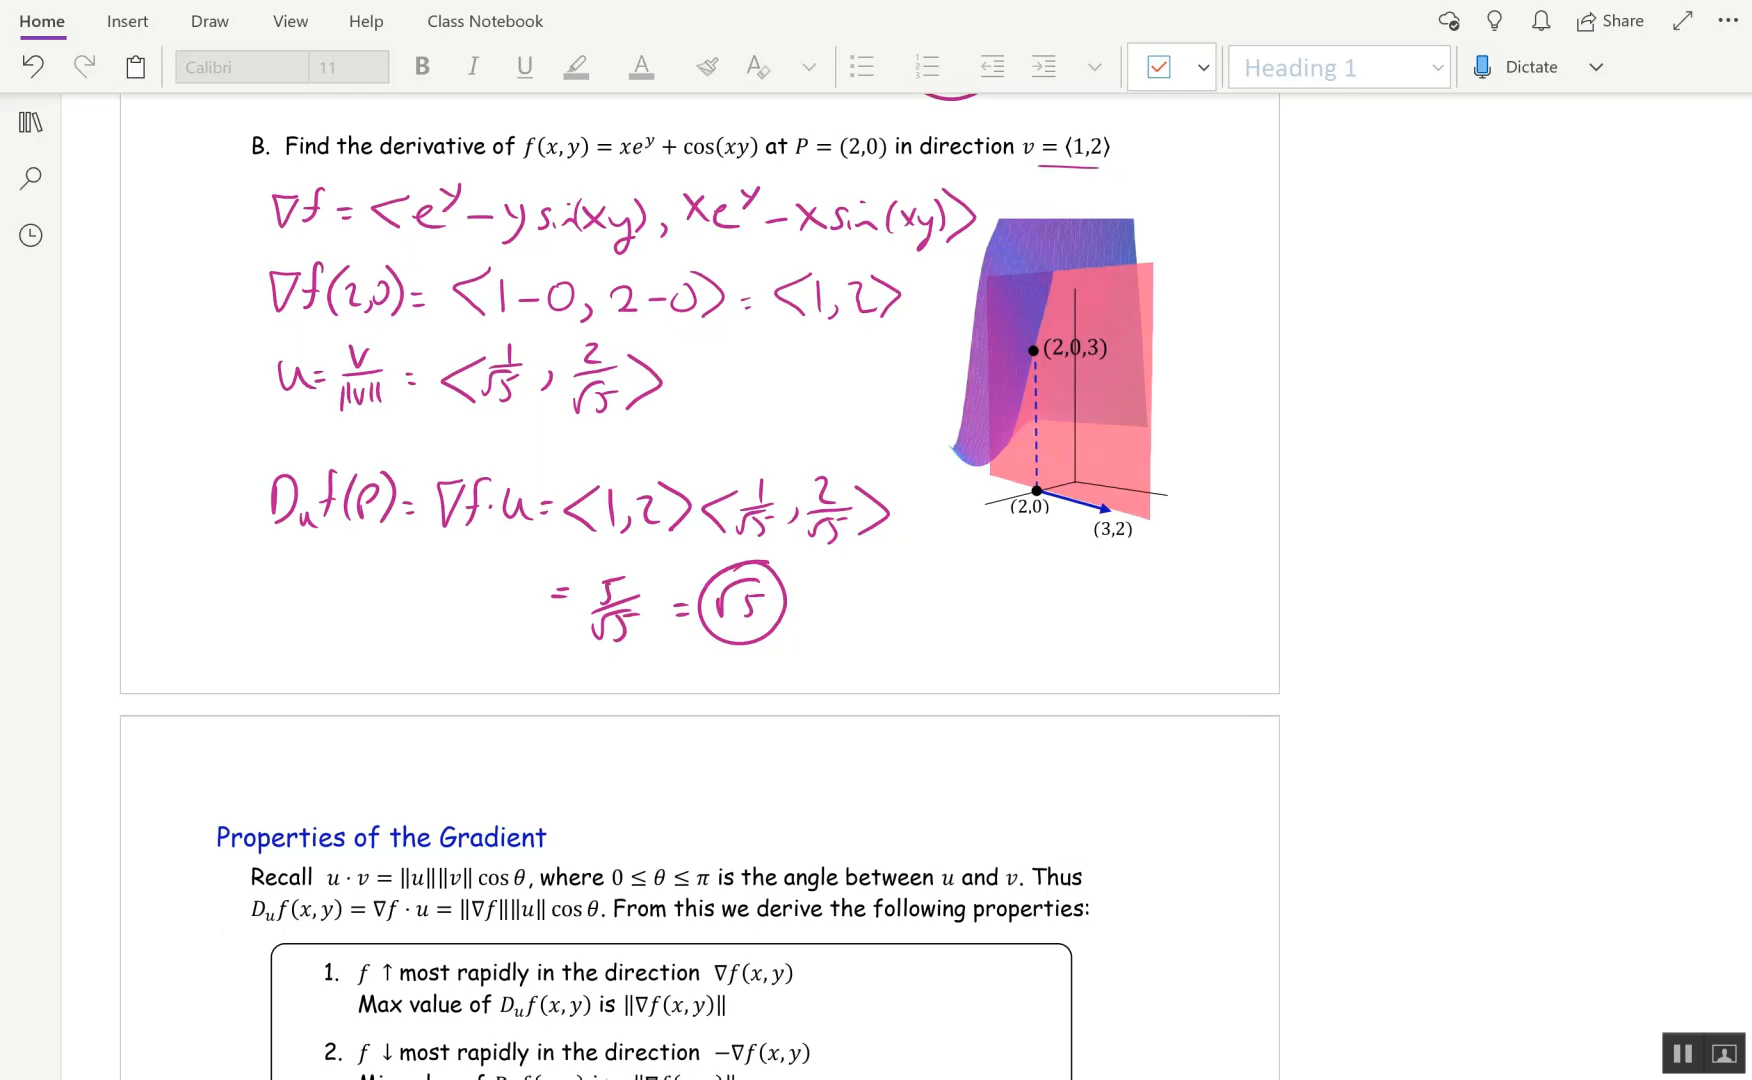 Home Insert Draw View Help Class Notebook Share
Calibri 11 B I U A A Heading 1 Dictate
B. Find the derivative of f(x, y) = xe^y + cos(xy) at P = (2,0) in direction v = ⟨1,2⟩
∇f = <e^y - y sin(xy), xe^y - x sin(xy)>
∇f(2,0) = <1-0, 2-0> = <1,2>
u = v/||v|| = <1/√5, 2/√5>
D_u f(P) = ∇f·u = <1,2><1/√5, 2/√5>
= 5/√5 = √5
(2,0,3)
(2,0)
(3,2)
Properties of the Gradient
Recall u · v = ‖u‖‖v‖ cos θ, where 0 ≤ θ ≤ π is the angle between u and v. Thus
D_u f(x, y) = ∇f · u = ‖∇f‖‖u‖ cos θ. From this we derive the following properties:
1. f ↑ most rapidly in the direction ∇f(x, y)
Max value of D_u f(x, y) is ‖∇f(x, y)‖
2. f ↓ most rapidly in the direction −∇f(x, y)